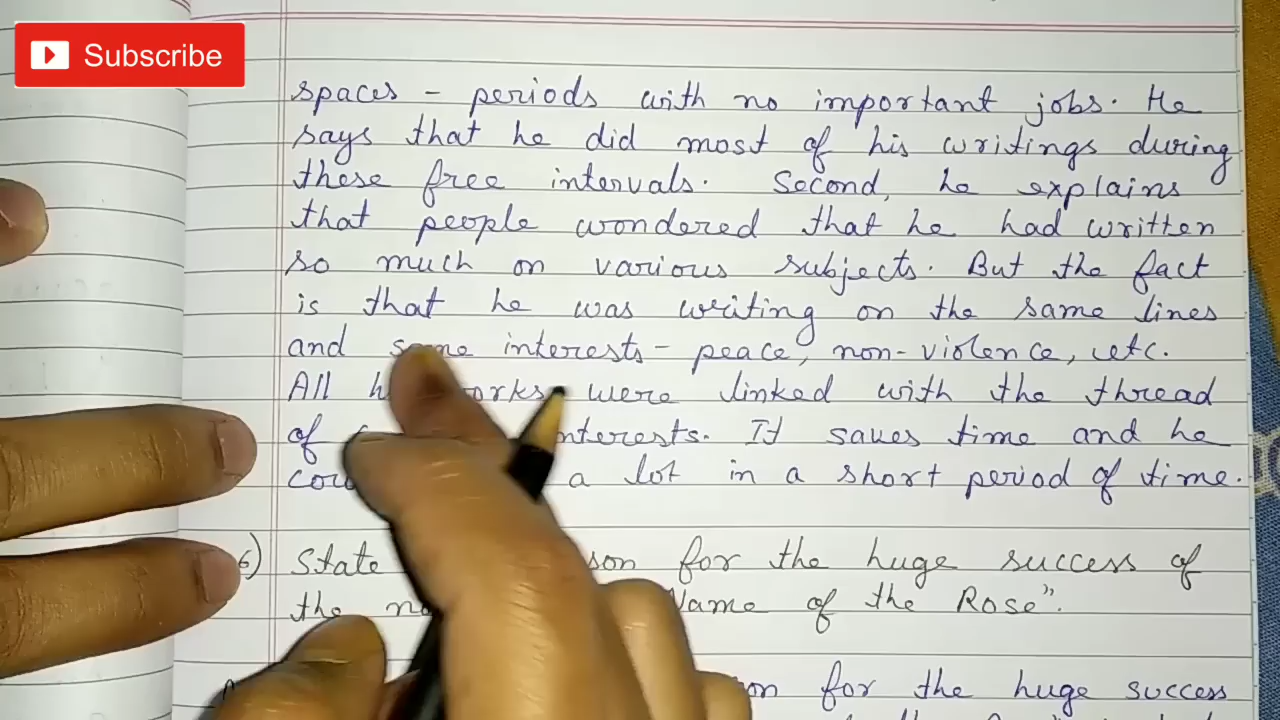 Subscribe
spaces - periods with no important jobs. He
says that he did most of his writings during
these free intervals. Second, he explains
that people wondered that he had written
so much on various subjects. But the fact
is that he was writing on the same lines
and same interests - peace, non-violence, etc.
All works were linked with the thread
of interests. It saves time and he
a lot in a short period of time.
6) State for the huge success of
the Name of the Rose".
for the huge success